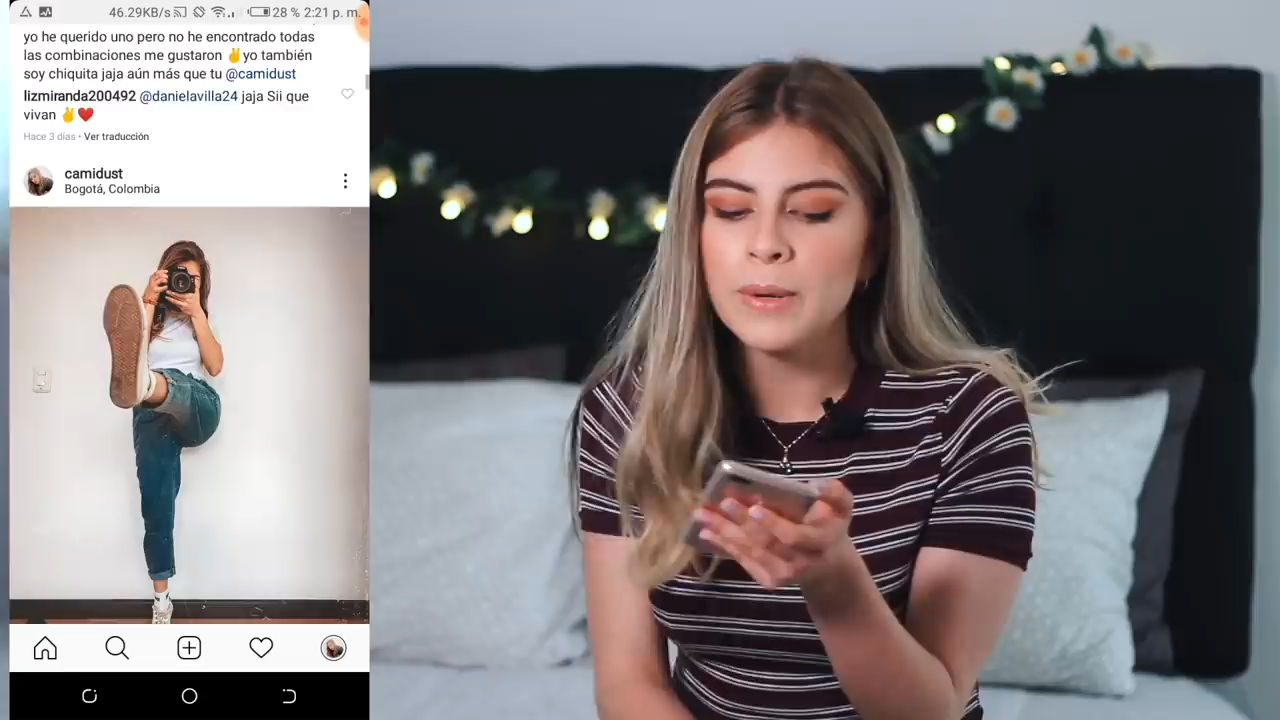 46.29KB/s 28 % 2:21 p. m.
yo he querido uno pero no he encontrado todas
las combinaciones me gustaron ✌️yo también
soy chiquita jaja aún más que tu @camidust
lizmiranda200492 @danielavilla24 jaja Sii que
vivan ✌️❤️
Hace 3 días • Ver traducción
camidust
Bogotá, Colombia